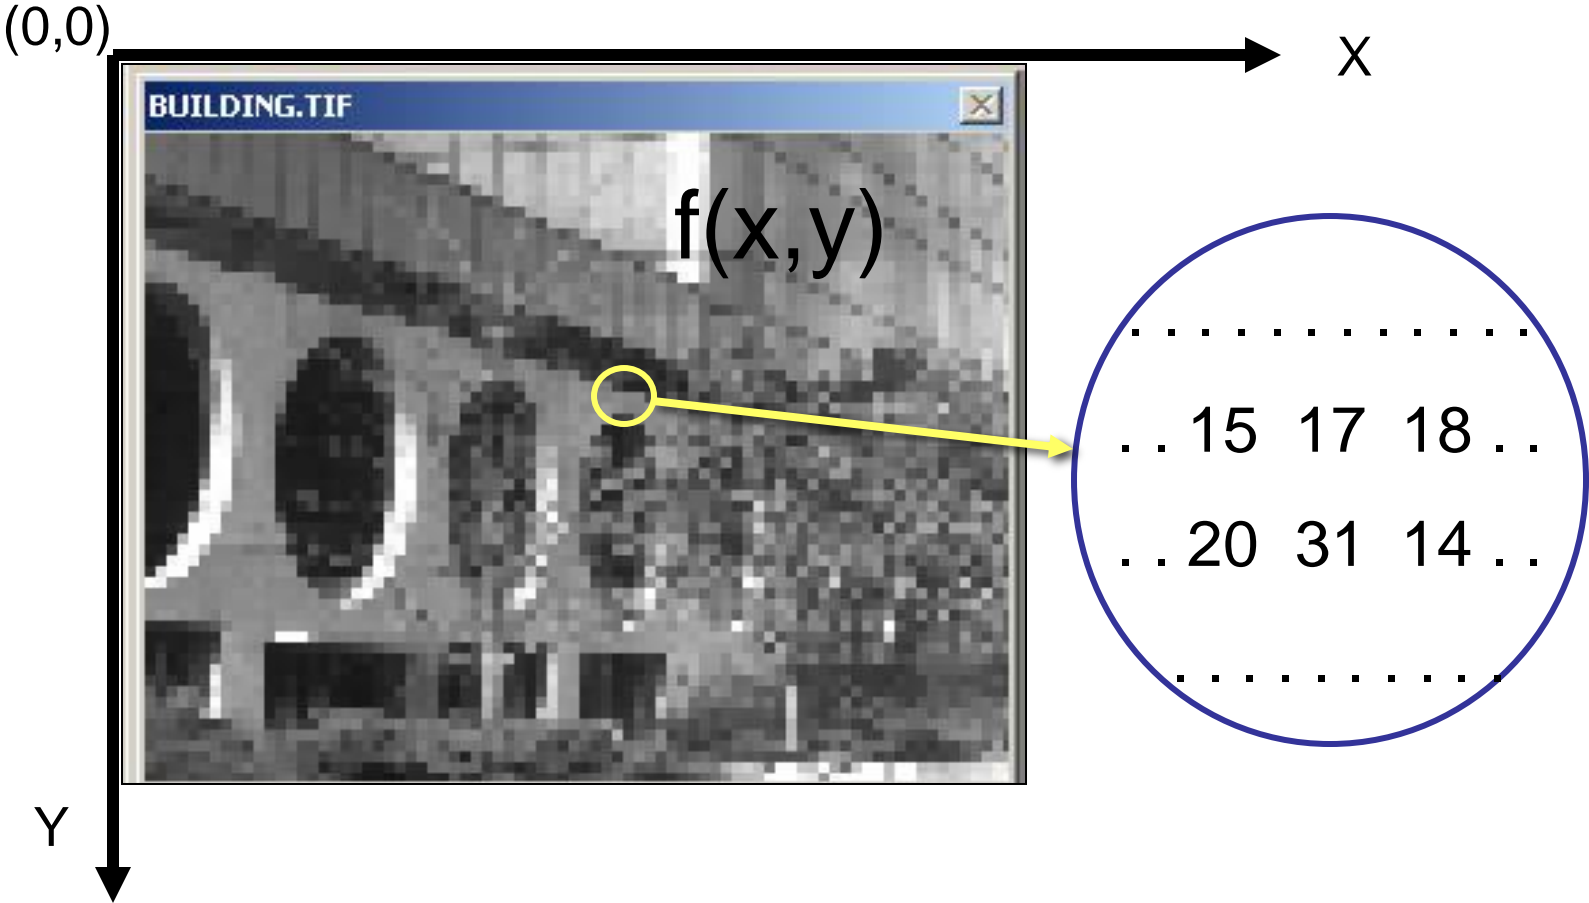 (0,0)
X
BUILDING.TIF
f(x,y)
. . . . . . . . . . . .
. . 15 17 18 . .
. . 20 31 14 . .
. . . . . . . . . .
Y